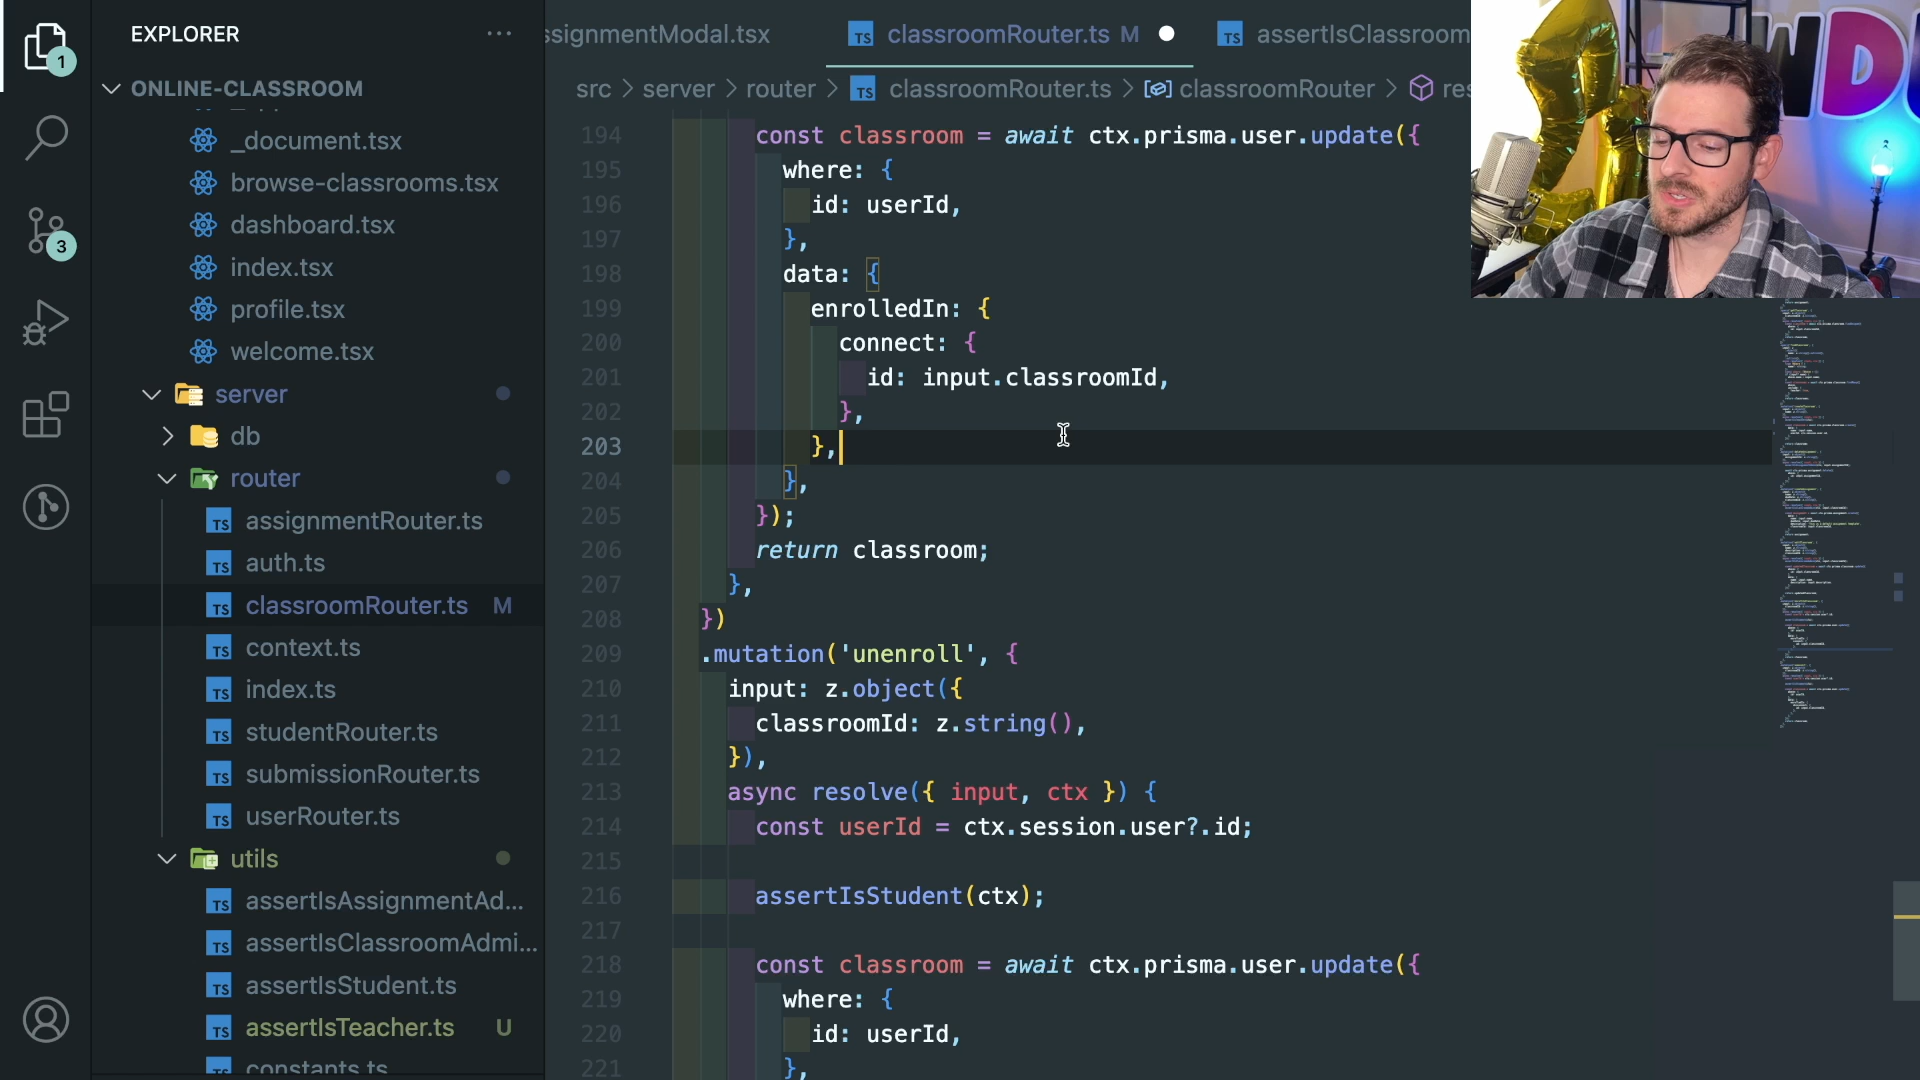 EXPLORER
ONLINE-CLASSROOM
_document.tsx
browse-classrooms.tsx
dashboard.tsx
index.tsx
profile.tsx
welcome.tsx
server
db
router
assignmentRouter.ts
auth.ts
classroomRouter.ts M
context.ts
index.ts
studentRouter.ts
submissionRouter.ts
userRouter.ts
utils
assertIsAssignmentAd...
assertIsClassroomAdmi...
assertIsStudent.ts
assertIsTeacher.ts U
constants.ts
1
3
ssignmentModal.tsx
TS classroomRouter.ts M
TS assertIsClassroom
src > server > router > TS classroomRouter.ts > classroomRouter > res
194 const classroom = await ctx.prisma.user.update({
195 where: {
196 id: userId,
197 },
198 data: {
199 enrolledIn: {
200 connect: {
201 id: input.classroomId,
202 },
203 },
204 },
205 });
206 return classroom;
207 },
208 })
209 .mutation('unenroll', {
210 input: z.object({
211 classroomId: z.string(),
212 }),
213 async resolve({ input, ctx }) {
214 const userId = ctx.session.user?.id;
215
216 assertIsStudent(ctx);
217
218 const classroom = await ctx.prisma.user.update({
219 where: {
220 id: userId,
221 },
WD